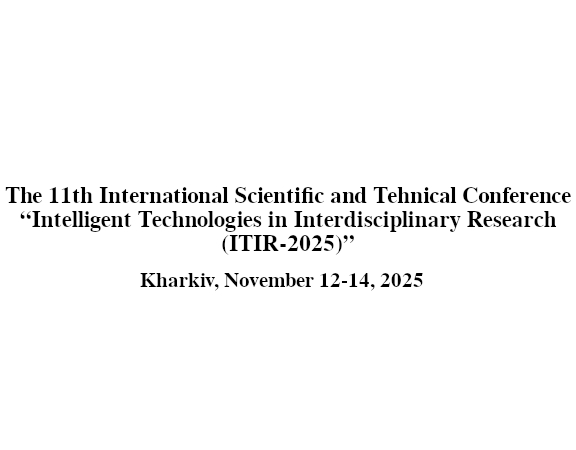 The 11th International Scientific and Tehnical Conference
“Intelligent Technologies in Interdisciplinary Research
(ITIR-2025)”
Kharkiv, November 12-14, 2025